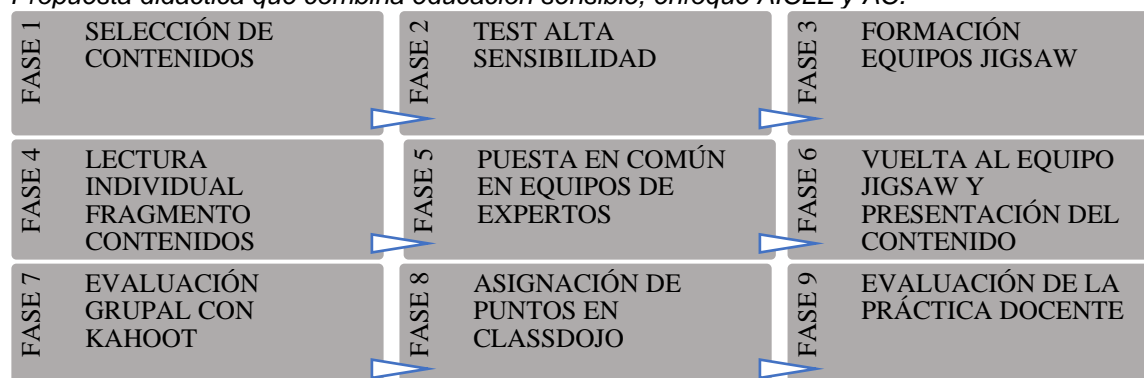 Propuesta didáctica que combina educación sensible, enfoque AICLE y AC.
FASE 1
SELECCIÓN DE
CONTENIDOS
FASE 2
TEST ALTA
SENSIBILIDAD
FASE 3
FORMACIÓN
EQUIPOS JIGSAW
FASE 4
LECTURA
INDIVIDUAL
FRAGMENTO
CONTENIDOS
FASE 5
PUESTA EN COMÚN
EN EQUIPOS DE
EXPERTOS
FASE 6
VUELTA AL EQUIPO
JIGSAW Y
PRESENTACIÓN DEL
CONTENIDO
FASE 7
EVALUACIÓN
GRUPAL CON
KAHOOT
FASE 8
ASIGNACIÓN DE
PUNTOS EN
CLASSDOJO
FASE 9
EVALUACIÓN DE LA
PRÁCTICA DOCENTE